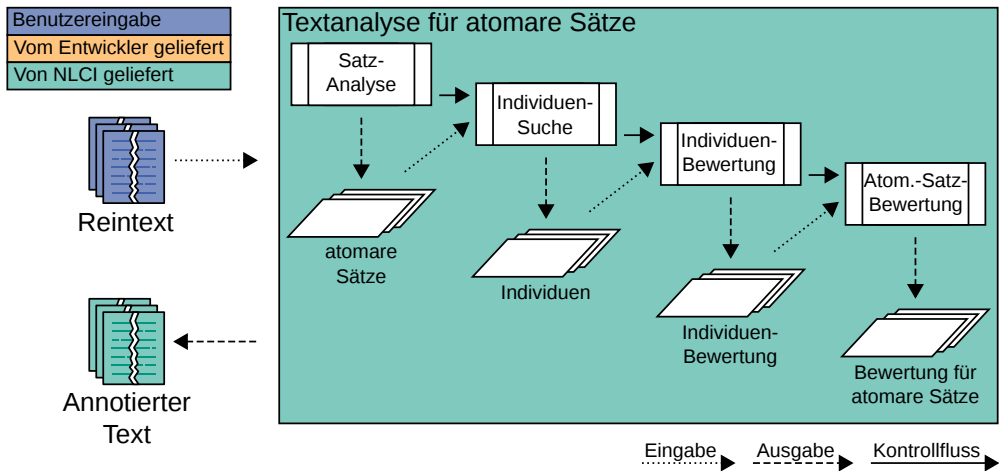 Benutzereingabe
Vom Entwickler geliefert
Von NLCI geliefert
Textanalyse für atomare Sätze
Satz-
Analyse
Individuen-
Suche
Individuen-
Bewertung
Atom.-Satz-
Bewertung
Reintext
atomare
Sätze
Individuen
Individuen-
Bewertung
Bewertung für
atomare Sätze
Annotierter
Text
Eingabe
Ausgabe
Kontrollfluss